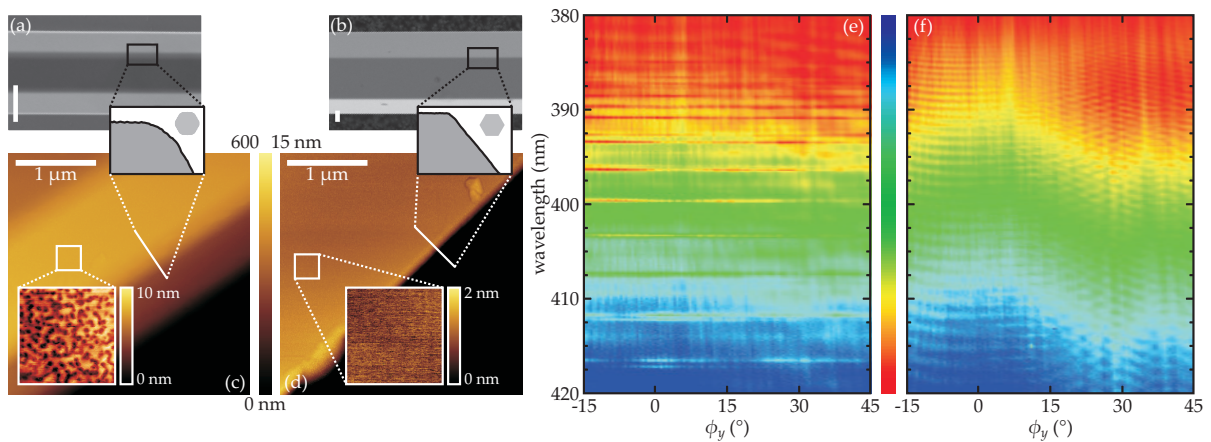 (a)
(b)
600 15 nm
1 μm
1 μm
10 nm
0 nm
(c)
2 nm
0 nm
(d)
0 nm
380
390
400
410
420
wavelength (nm)
(e)
-15 0 15 30 45
ϕy (°)
(f)
-15 0 15 30 45
ϕy (°)